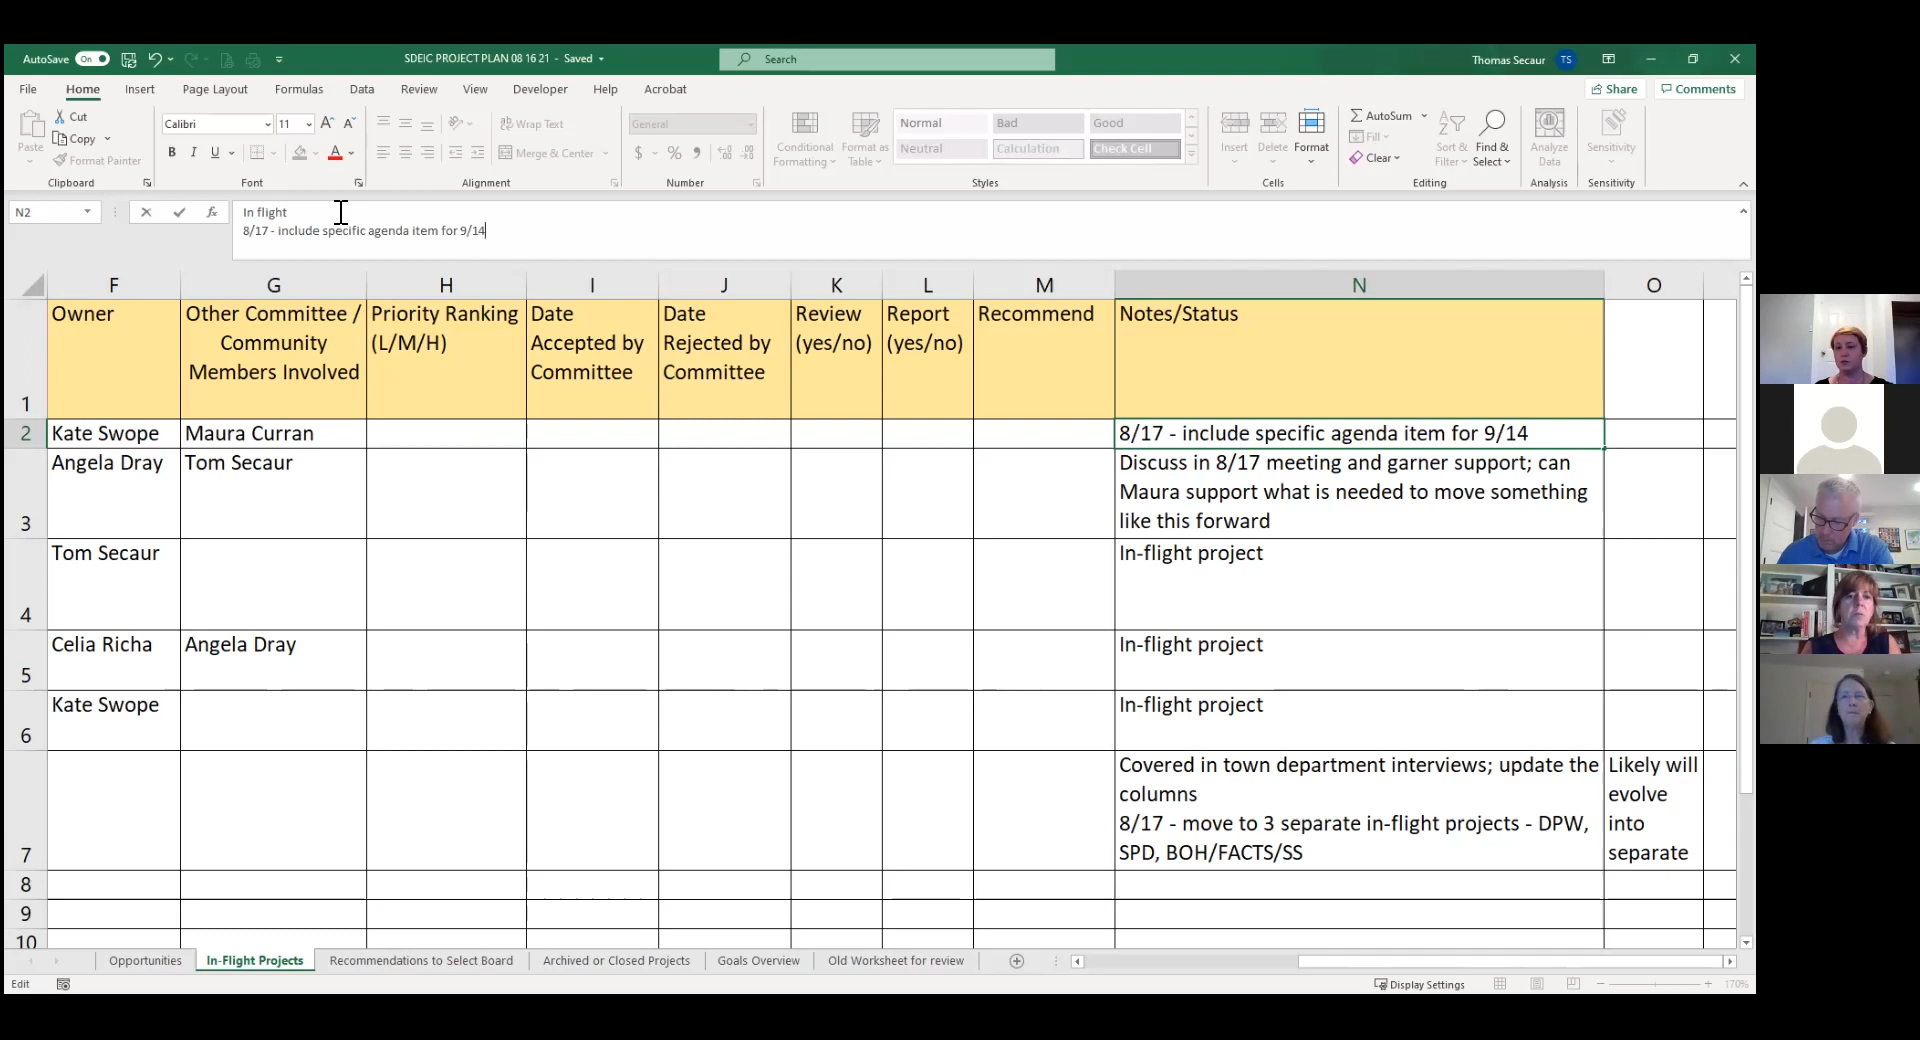 AutoSave On SDEIC PROJECT PLAN 08 16 21 - Saved Search Thomas Secaur TS
File Home Insert Page Layout Formulas Data Review View Developer Help Acrobat Share Comments
Paste Cut Copy Format Painter Clipboard
Calibri 11 A A B I U A Font
Wrap Text Merge & Center Alignment
General $ % , Number
Conditional Formatting Format as Table Normal Bad Good Neutral Calculation Check Cell Styles
Insert Delete Format Cells
AutoSum Fill Clear Sort & Filter Find & Select Editing
Analyze Data Analysis
Sensitivity Sensitivity
N2 fx In flight
8/17 - include specific agenda item for 9/14
F G H I J K L M N O
1 Owner
Other Committee /
Community
Members Involved
Priority Ranking
(L/M/H)
Date
Accepted by
Committee
Date
Rejected by
Committee
Review
(yes/no)
Report
(yes/no)
Recommend
Notes/Status
2 Kate Swope Maura Curran 8/17 - include specific agenda item for 9/14
3 Angela Dray Tom Secaur Discuss in 8/17 meeting and garner support; can
Maura support what is needed to move something
like this forward
4 Tom Secaur In-flight project
5 Celia Richa Angela Dray In-flight project
6 Kate Swope In-flight project
7 Covered in town department interviews; update the
columns
8/17 - move to 3 separate in-flight projects - DPW,
SPD, BOH/FACTS/SS
Likely will
evolve
into
separate
8
9
10
Opportunities In-Flight Projects Recommendations to Select Board Archived or Closed Projects Goals Overview Old Worksheet for review
Edit Display Settings 170%